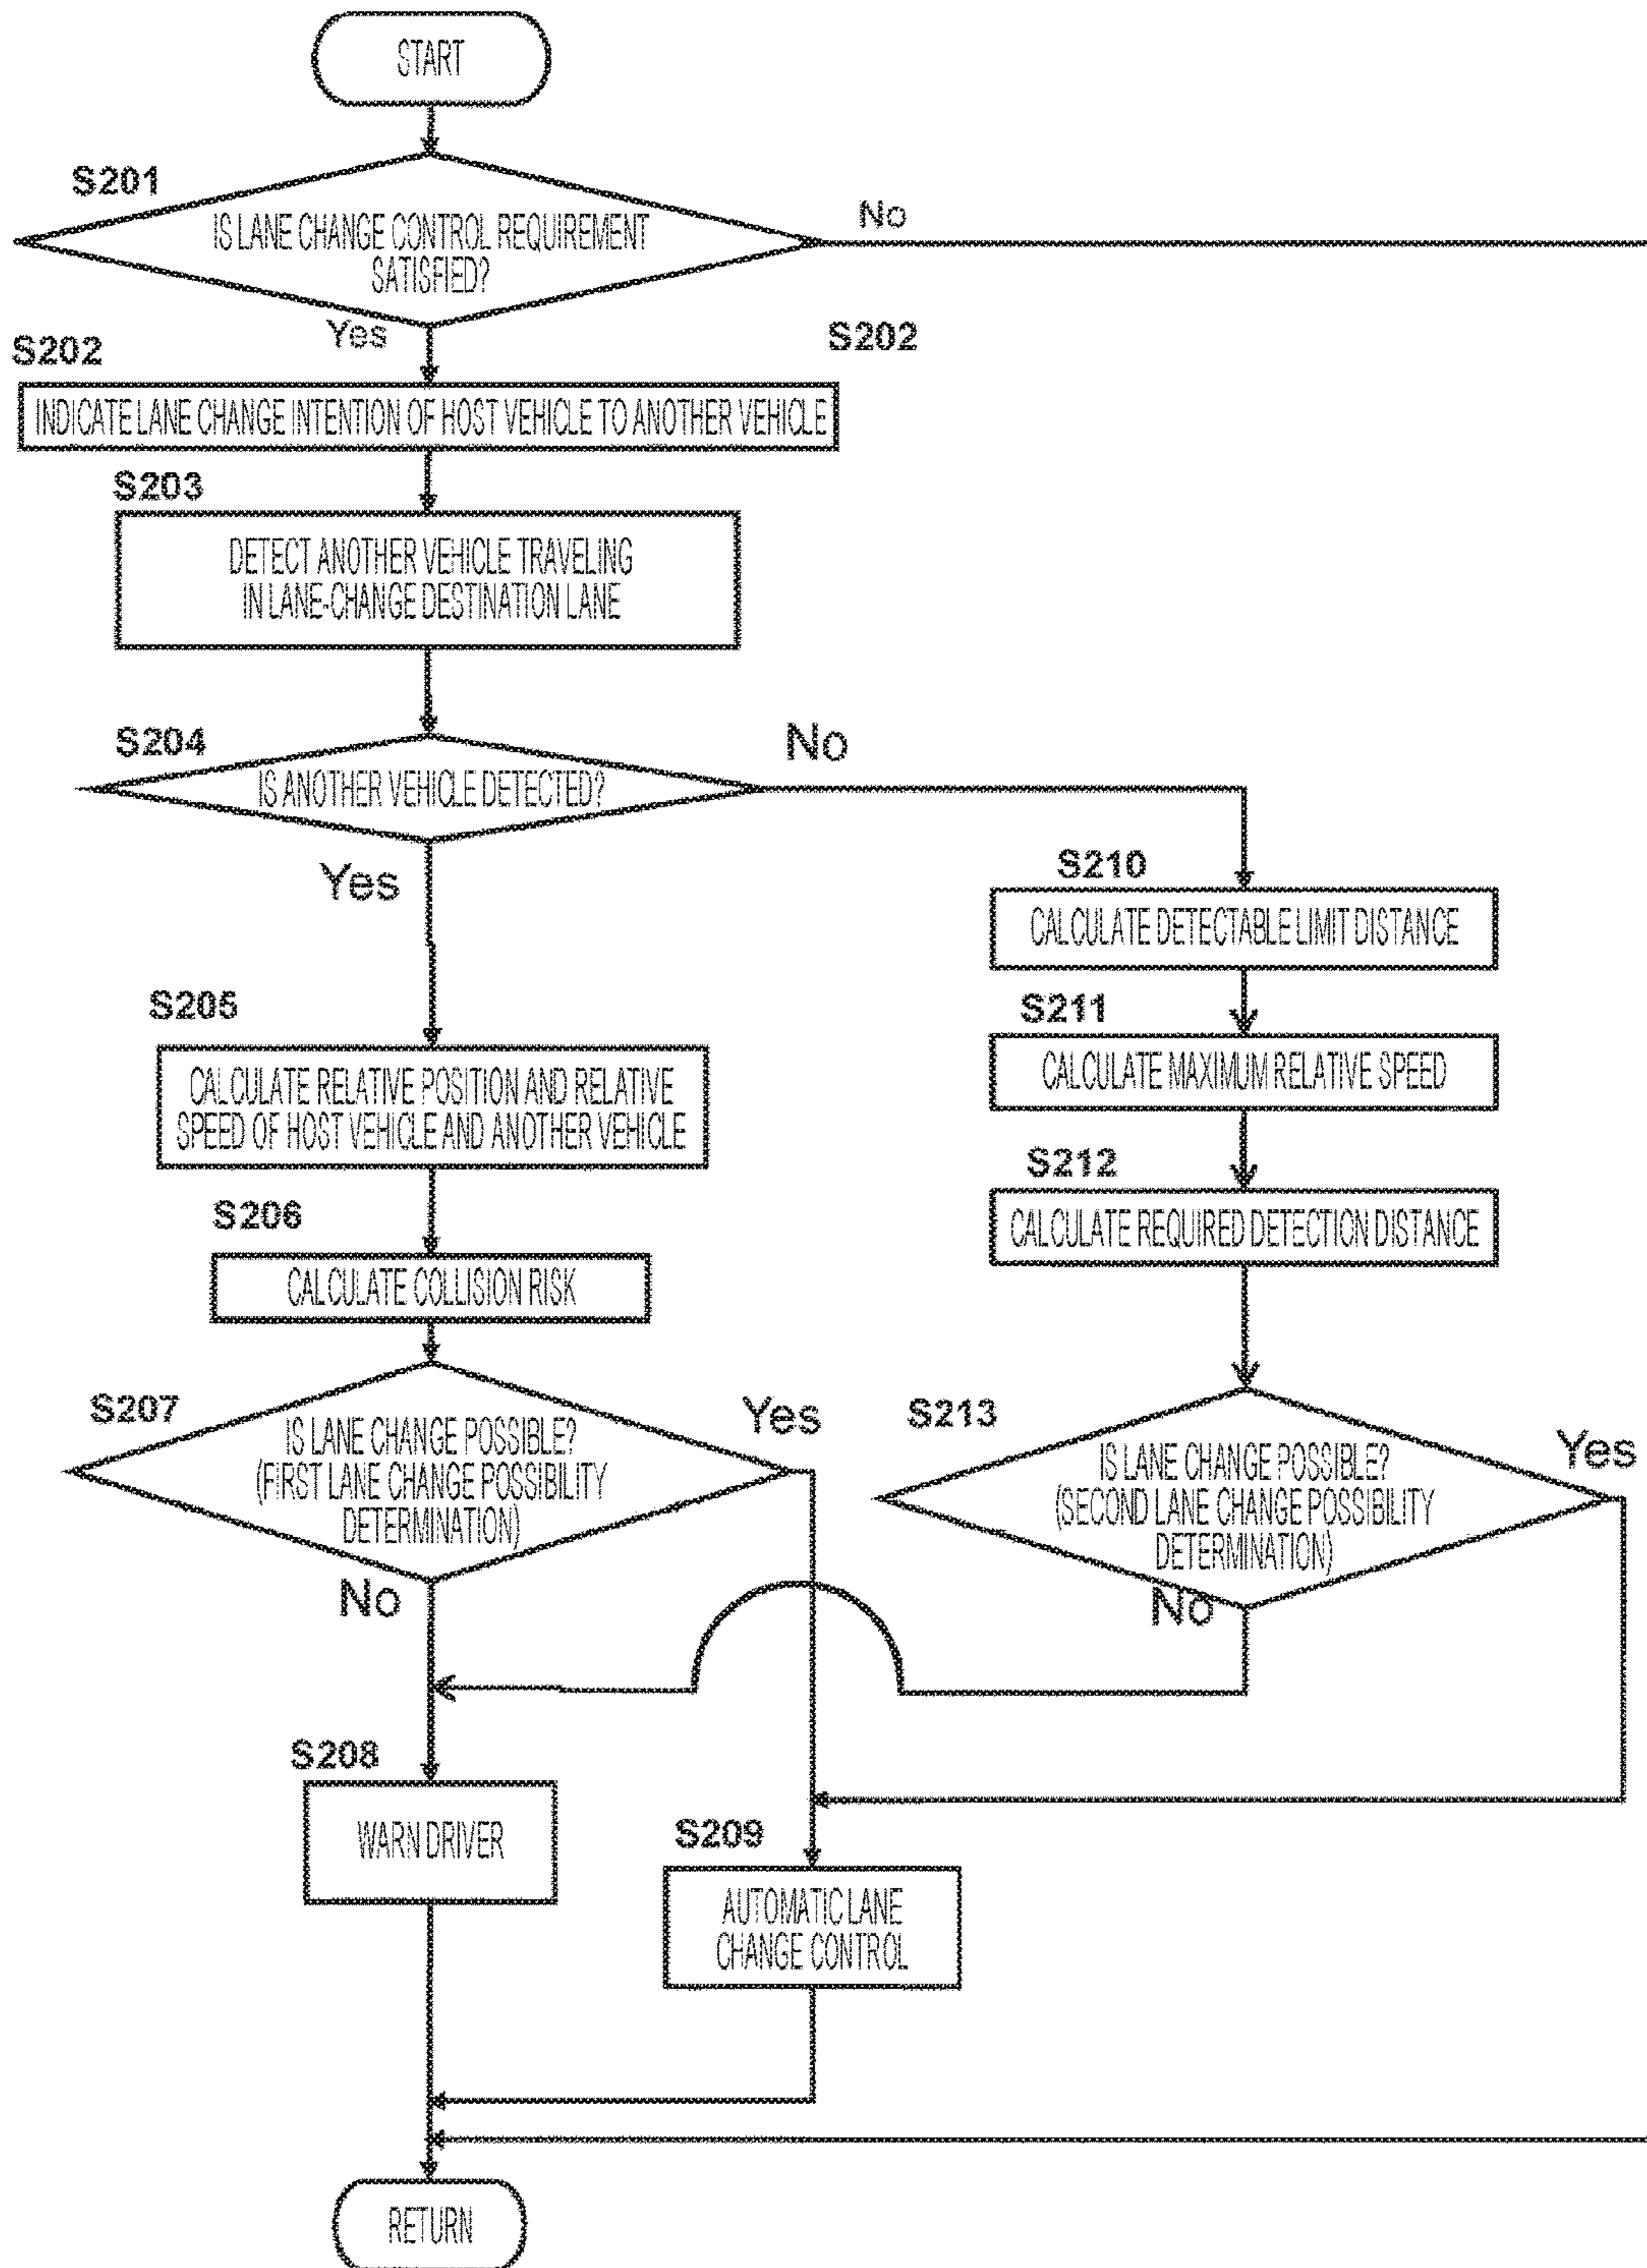 START
S201
IS LANE CHANGE CONTROL REQUIREMENT
SATISFIED?
No
Yes
S202
S202
INDICATE LANE CHANGE INTENTION OF HOST VEHICLE TO ANOTHER VEHICLE
S203
DETECT ANOTHER VEHICLE TRAVELING
IN LANE-CHANGE DESTINATION LANE
S204
IS ANOTHER VEHICLE DETECTED?
No
Yes
S205
CALCULATE RELATIVE POSITION AND RELATIVE
SPEED OF HOST VEHICLE AND ANOTHER VEHICLE
S206
CALCULATE COLLISION RISK
S207
IS LANE CHANGE POSSIBLE?
(FIRST LANE CHANGE POSSIBILITY
DETERMINATION)
Yes
No
S208
WARN DRIVER
S209
AUTOMATIC LANE
CHANGE CONTROL
S210
CALCULATE DETECTABLE LIMIT DISTANCE
S211
CALCULATE MAXIMUM RELATIVE SPEED
S212
CALCULATE REQUIRED DETECTION DISTANCE
S213
IS LANE CHANGE POSSIBLE?
(SECOND LANE CHANGE POSSIBILITY
DETERMINATION)
Yes
No
RETURN